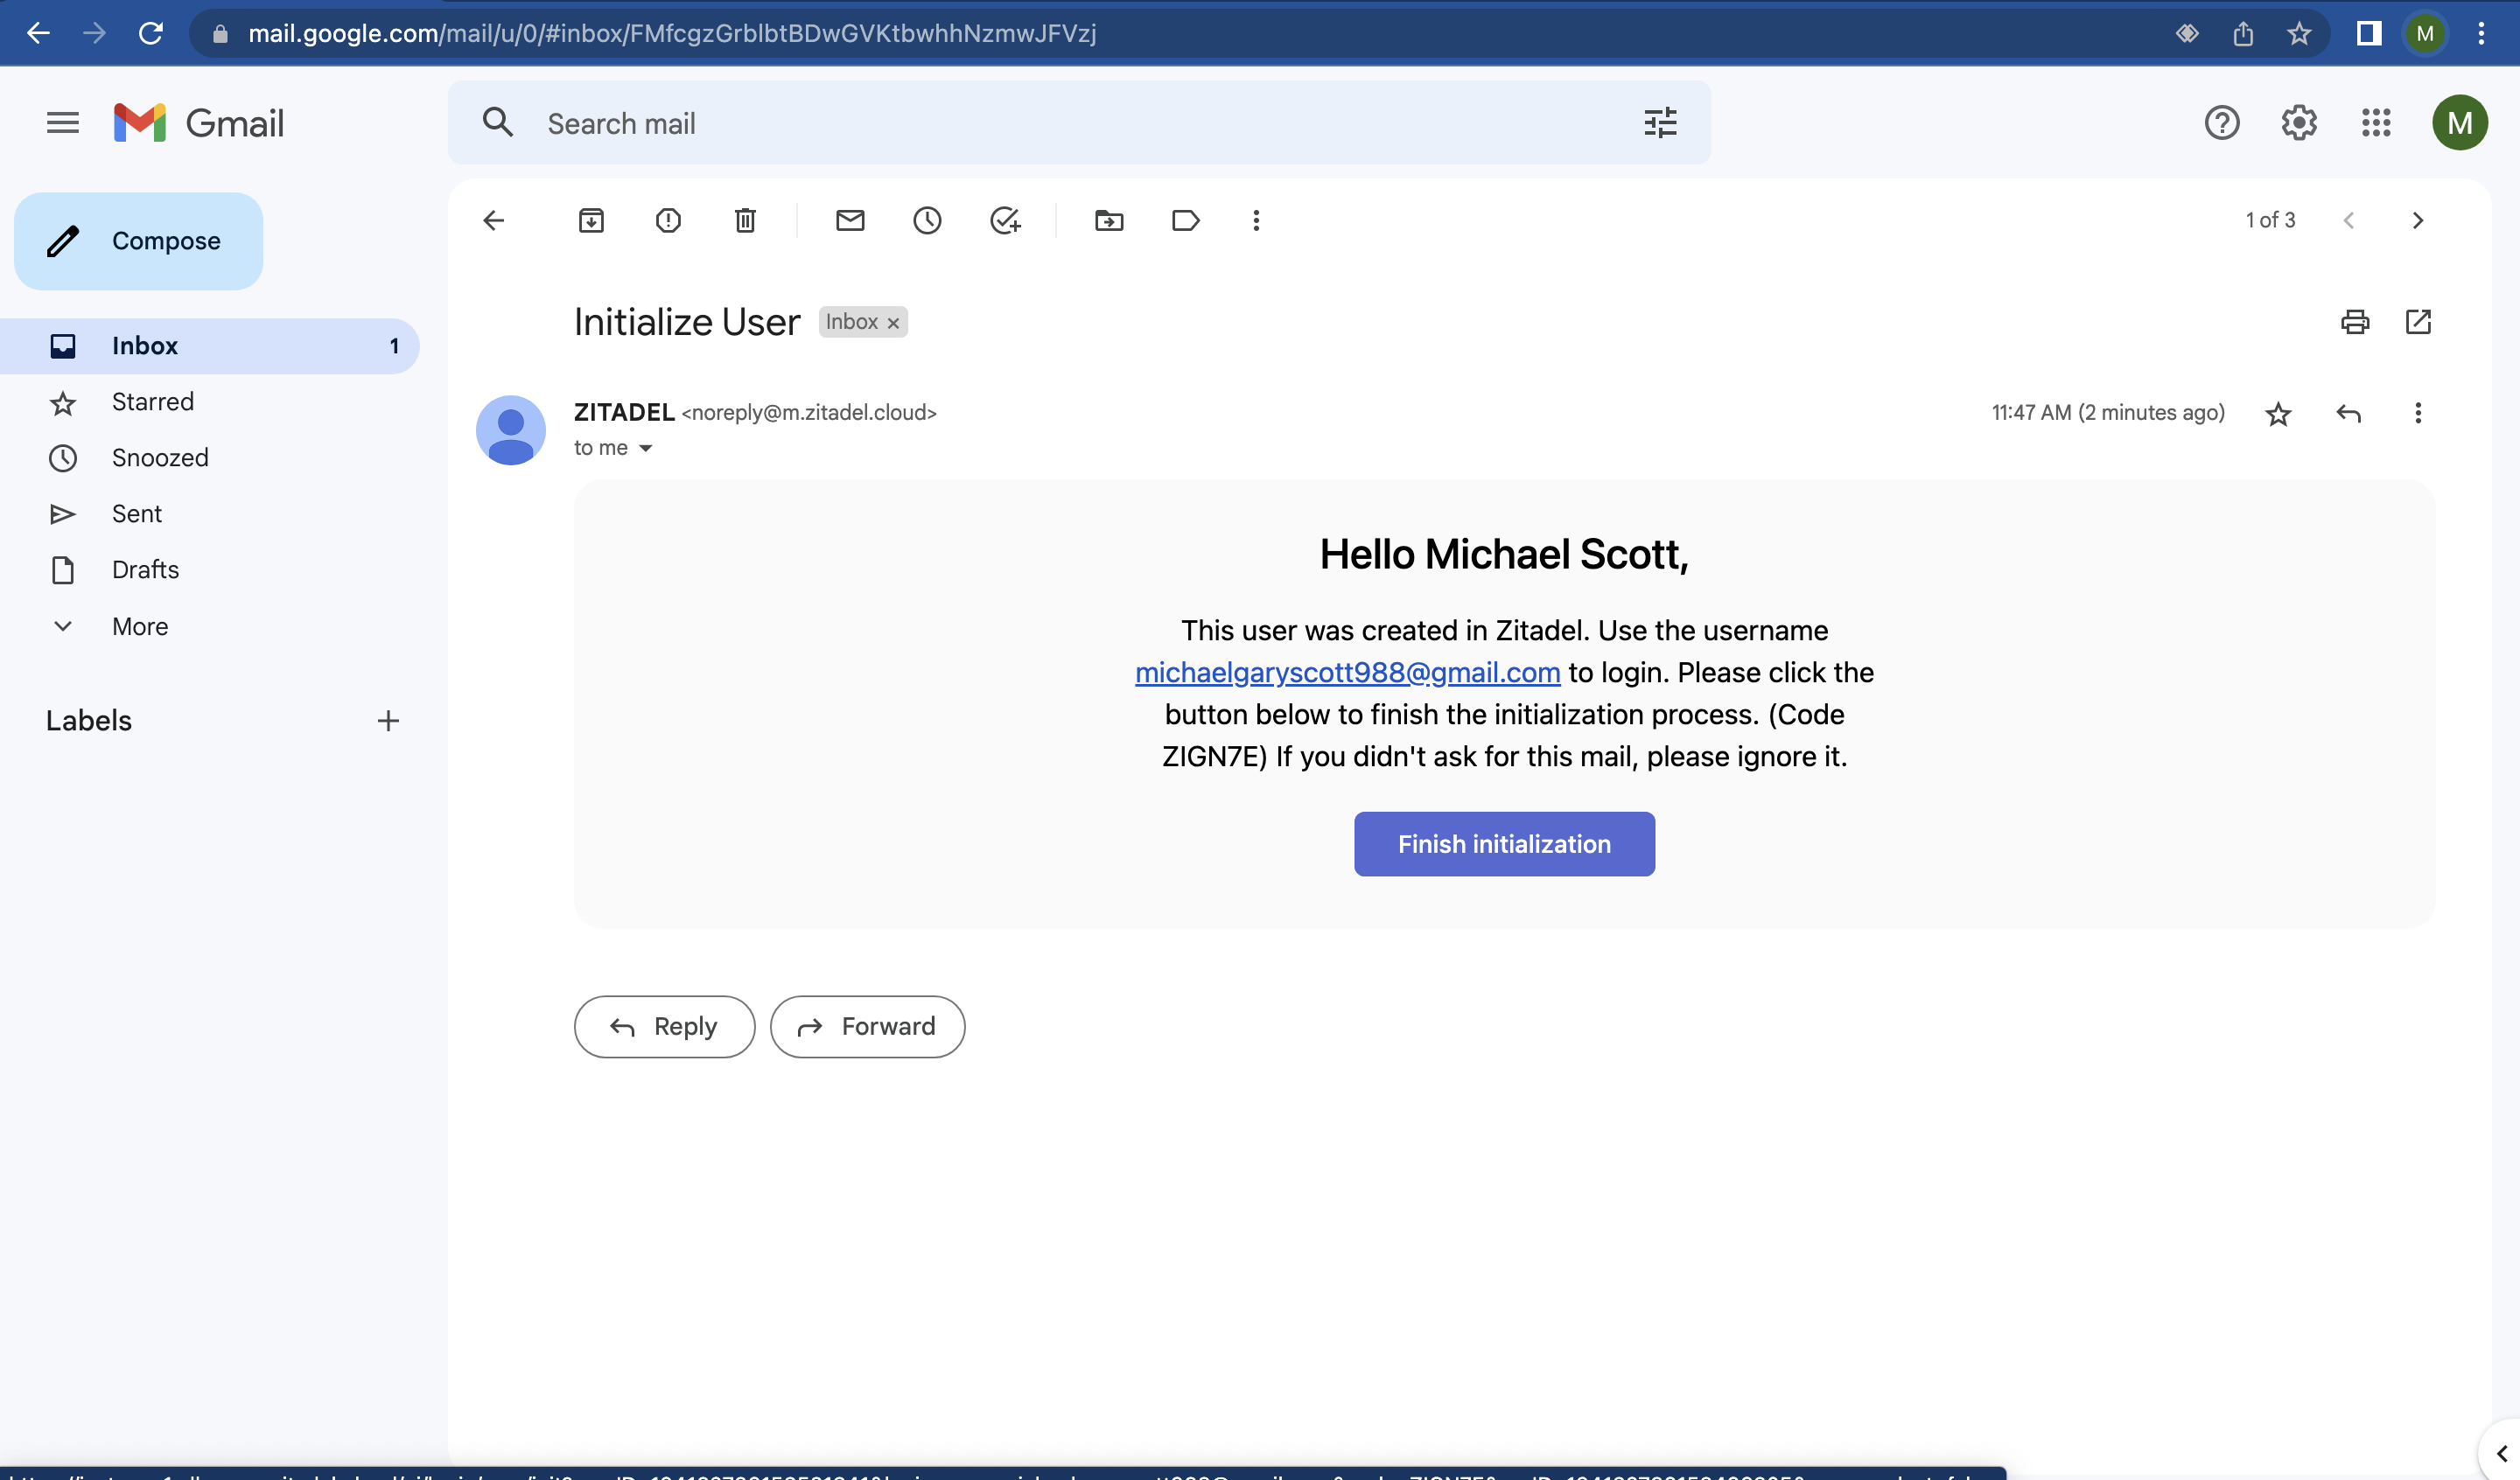 mail.google.com/mail/u/0/#inbox/FMfcgzGrblbtBDwGVKtbwhhNzmwJFVzj
M
Gmail
Search mail
M
Compose
1 of 3
Initialize User Inbox ×
Inbox 1
Starred
ZITADEL <noreply@m.zitadel.cloud>
11:47 AM (2 minutes ago)
to me
Snoozed
Sent
Drafts
More
Labels
Hello Michael Scott,
This user was created in Zitadel. Use the username
michaelgaryscott988@gmail.com to login. Please click the
button below to finish the initialization process. (Code
ZIGN7E) If you didn't ask for this mail, please ignore it.
Finish initialization
Reply
Forward